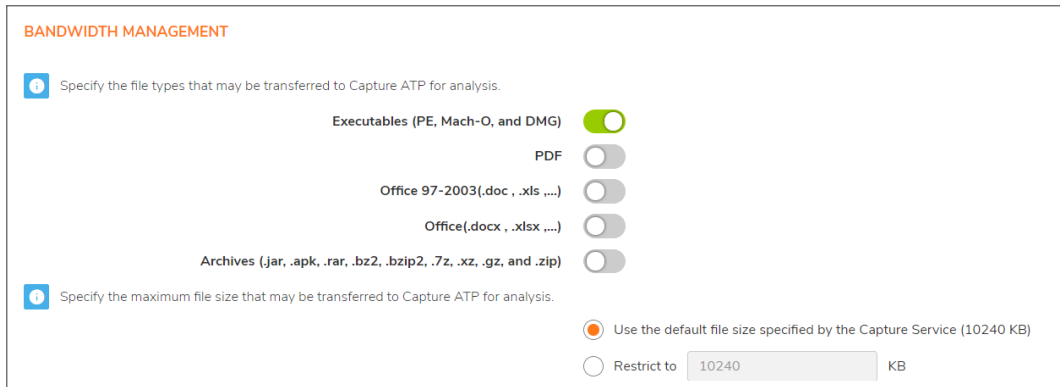 BANDWIDTH MANAGEMENT
Specify the file types that may be transferred to Capture ATP for analysis.
Executables (PE, Mach-O, and DMG)
PDF
Office 97-2003(.doc , .xls ,...)
Office(.docx , .xlsx ,...)
Archives (.jar, .apk, .rar, .bz2, .bzip2, .7z, .xz, .gz, and .zip)
Specify the maximum file size that may be transferred to Capture ATP for analysis.
Use the default file size specified by the Capture Service (10240 KB)
Restrict to 10240 KB